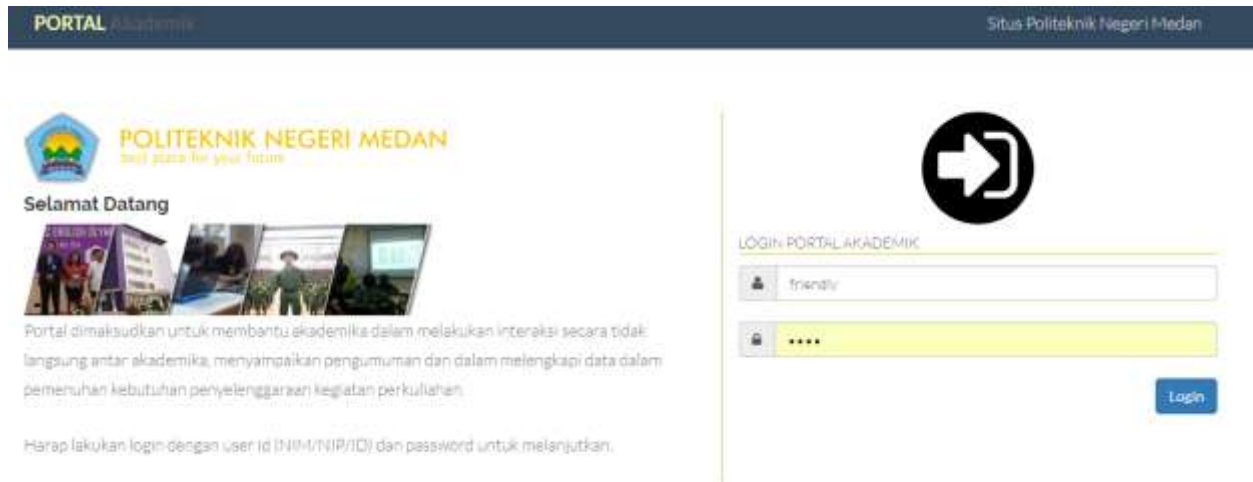 PORTAL Akademik
Situs Politeknik Negeri Medan
POLITEKNIK NEGERI MEDAN
best place for your future
Selamat Datang
Portal dimaksudkan untuk membantu akademika dalam melakukan interaksi secara tidak
langsung antar akademika, menyampaikan pengumuman dan dalam melengkapi data dalam
pemenuhan kebutuhan penyelenggaraan kegiatan perkuliahan.
Harap lakukan login dengan user id (NIM/NIP/ID) dan password untuk melanjutkan.
LOGIN PORTAL AKADEMIK
friendly
••••
Login